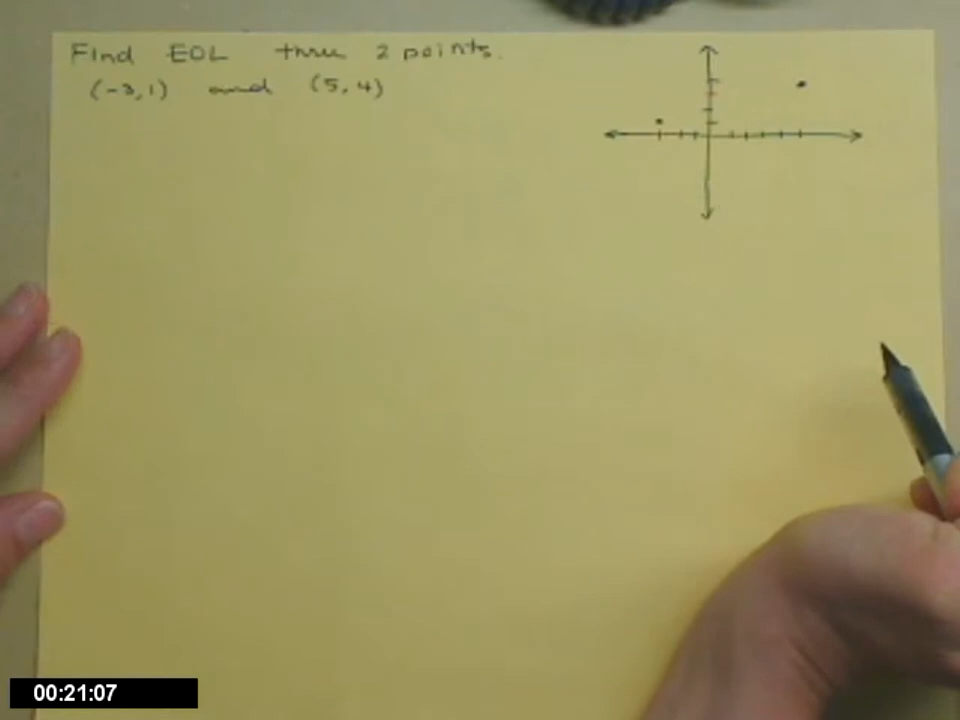 Find EOL thru 2 points.
(-3,1) and (5,4)
00:21:07